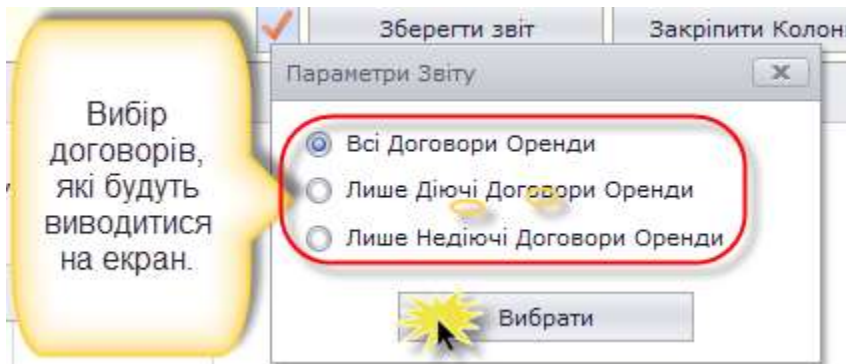 Зберегти звіт
Закріпити Колон
Параметри Звіту
Вибір
договорів,
які будуть
виводитися
на екран.
Всі Договори Оренди
Лише Діючі Договори Оренди
Лише Недіючі Договори Оренди
Вибрати